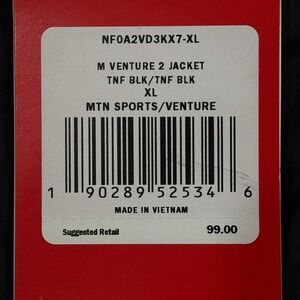 NF0A2VD3KX7-XL
M VENTURE 2 JACKET
TNF BLK/TNF BLK
XL
MTN SPORTS/VENTURE
1 90289 52534 6
MADE IN VIETNAM
Suggested Retail 99.00